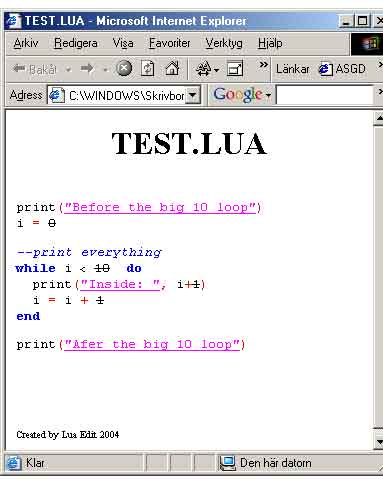 TEST.LUA - Microsoft Internet Explorer
Arkiv Redigera Visa Favoriter Verktyg Hjälp
Bakåt » Länkar ASGD
Adress C:\WINDOWS\Skrivbor Google
TEST.LUA
print("Before the big 10 loop")
i = 0
--print everything
while i < 10 do
print("Inside: ", i+1)
i = i + 1
end
print("Afer the big 10 loop")
Created by Lua Edit 2004
Klar Den här datorn